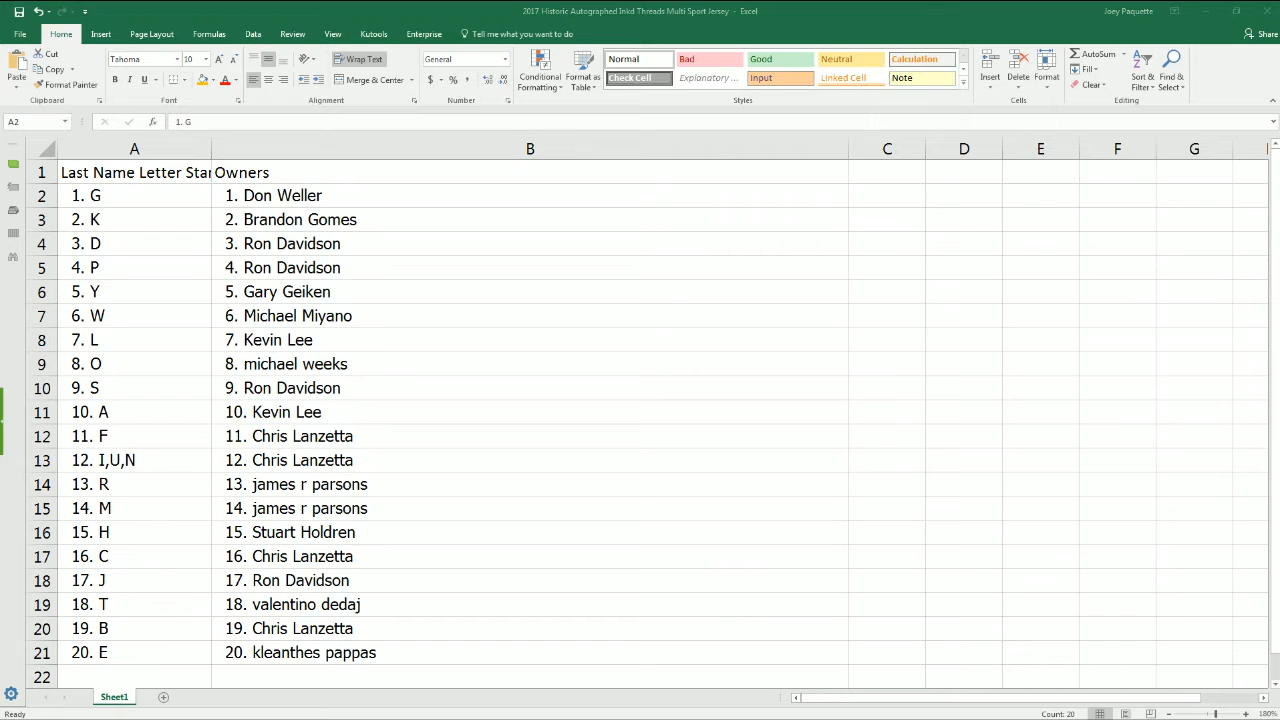 2017 Historic Autographed Inkd Threads Multi Sport Jersey - Excel
Joey Paquette
File Home Insert Page Layout Formulas Data Review View Kutools Enterprise Tell me what you want to do Share
Paste
Cut
Copy
Format Painter
Clipboard
Tahoma 10
B I U
Font
Wrap Text
Merge & Center
Alignment
General
$ % ,
Number
Conditional Formatting
Format as Table
Normal Bad Good Neutral Calculation
Check Cell Explanatory ... Input Linked Cell Note
Styles
Insert Delete Format
Cells
AutoSum
Fill
Clear
Sort & Filter
Find & Select
Editing
A2 fx 1. G
A B C D E F G
1 Last Name Letter Star Owners
2 1. G 1. Don Weller
3 2. K 2. Brandon Gomes
4 3. D 3. Ron Davidson
5 4. P 4. Ron Davidson
6 5. Y 5. Gary Geiken
7 6. W 6. Michael Miyano
8 7. L 7. Kevin Lee
9 8. O 8. michael weeks
10 9. S 9. Ron Davidson
11 10. A 10. Kevin Lee
12 11. F 11. Chris Lanzetta
13 12. I,U,N 12. Chris Lanzetta
14 13. R 13. james r parsons
15 14. M 14. james r parsons
16 15. H 15. Stuart Holdren
17 16. C 16. Chris Lanzetta
18 17. J 17. Ron Davidson
19 18. T 18. valentino dedaj
20 19. B 19. Chris Lanzetta
21 20. E 20. kleanthes pappas
22
Sheet1
Ready Count: 20 180%